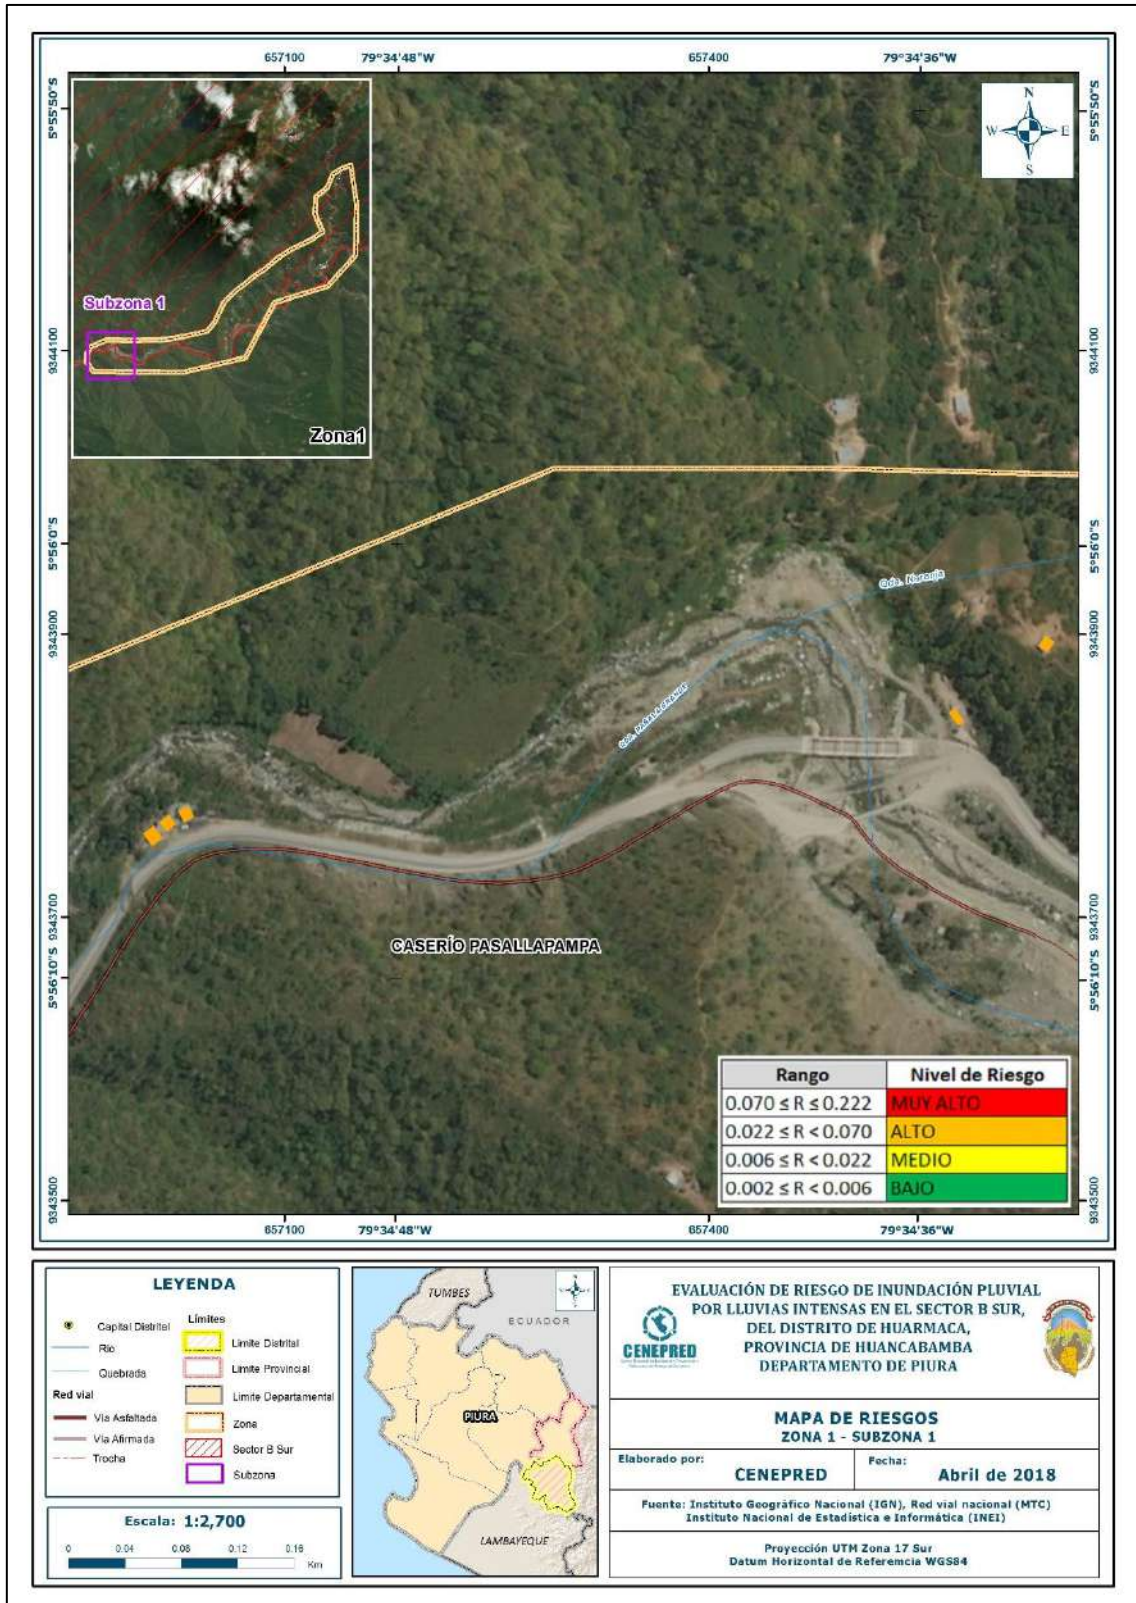 657100
79°34'48"W
657400
79°34'36"W
5°55'50"S
5°55'50"S
N
W
E
S
Subzona 1
Zona1
9344100
9344100
5°56'0"S
5°56'0"S
Qda. Naranja
9343900
9343900
Qda. PASALA GRANDE
9343700
9343700
CASERÍO PASALLAPAMPA
5°56'10"S
5°56'10"S
Rango Nivel de Riesgo
0.070 ≤ R ≤ 0.222 MUY ALTO
0.022 ≤ R < 0.070 ALTO
0.006 ≤ R < 0.022 MEDIO
0.002 ≤ R < 0.006 BAJO
9343500
9343500
657100
79°34'48"W
657400
79°34'36"W
LEYENDA
Capital Distrital
Río
Quebrada
Red vial
Vía Asfaltada
Vía Afirmada
Trocha
Límites
Limite Distrital
Limite Provincial
Limite Departamental
Zona
Sector B Sur
Subzona
Escala: 1:2,700
0 0.04 0.08 0.12 0.16
Km
TUMBES
ECUADOR
PIURA
LAMBAYEQUE
EVALUACIÓN DE RIESGO DE INUNDACIÓN PLUVIAL
POR LLUVIAS INTENSAS EN EL SECTOR B SUR,
DEL DISTRITO DE HUARMACA,
PROVINCIA DE HUANCABAMBA
DEPARTAMENTO DE PIURA
CENEPRED
MAPA DE RIESGOS
ZONA 1 - SUBZONA 1
Elaborado por:
CENEPRED
Fecha:
Abril de 2018
Fuente: Instituto Geográfico Nacional (IGN), Red vial nacional (MTC)
Instituto Nacional de Estadística e Informática (INEI)
Proyección UTM Zona 17 Sur
Datum Horizontal de Referencia WGS84